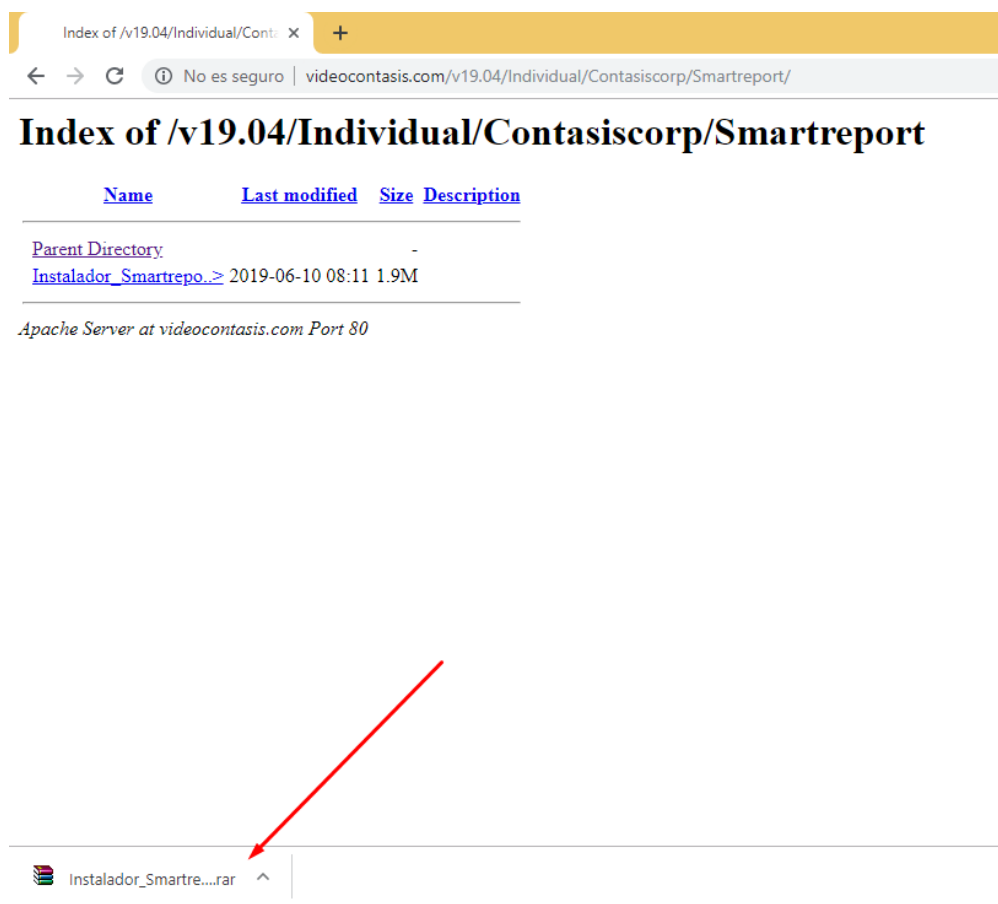 Index of /v19.04/Individual/Conta
No es seguro | videocontasis.com/v19.04/Individual/Contasiscorp/Smartreport/
Index of /v19.04/Individual/Contasiscorp/Smartreport
Name Last modified Size Description
Parent Directory -
Instalador_Smartrepo..> 2019-06-10 08:11 1.9M
Apache Server at videocontasis.com Port 80
Instalador_Smartre....rar